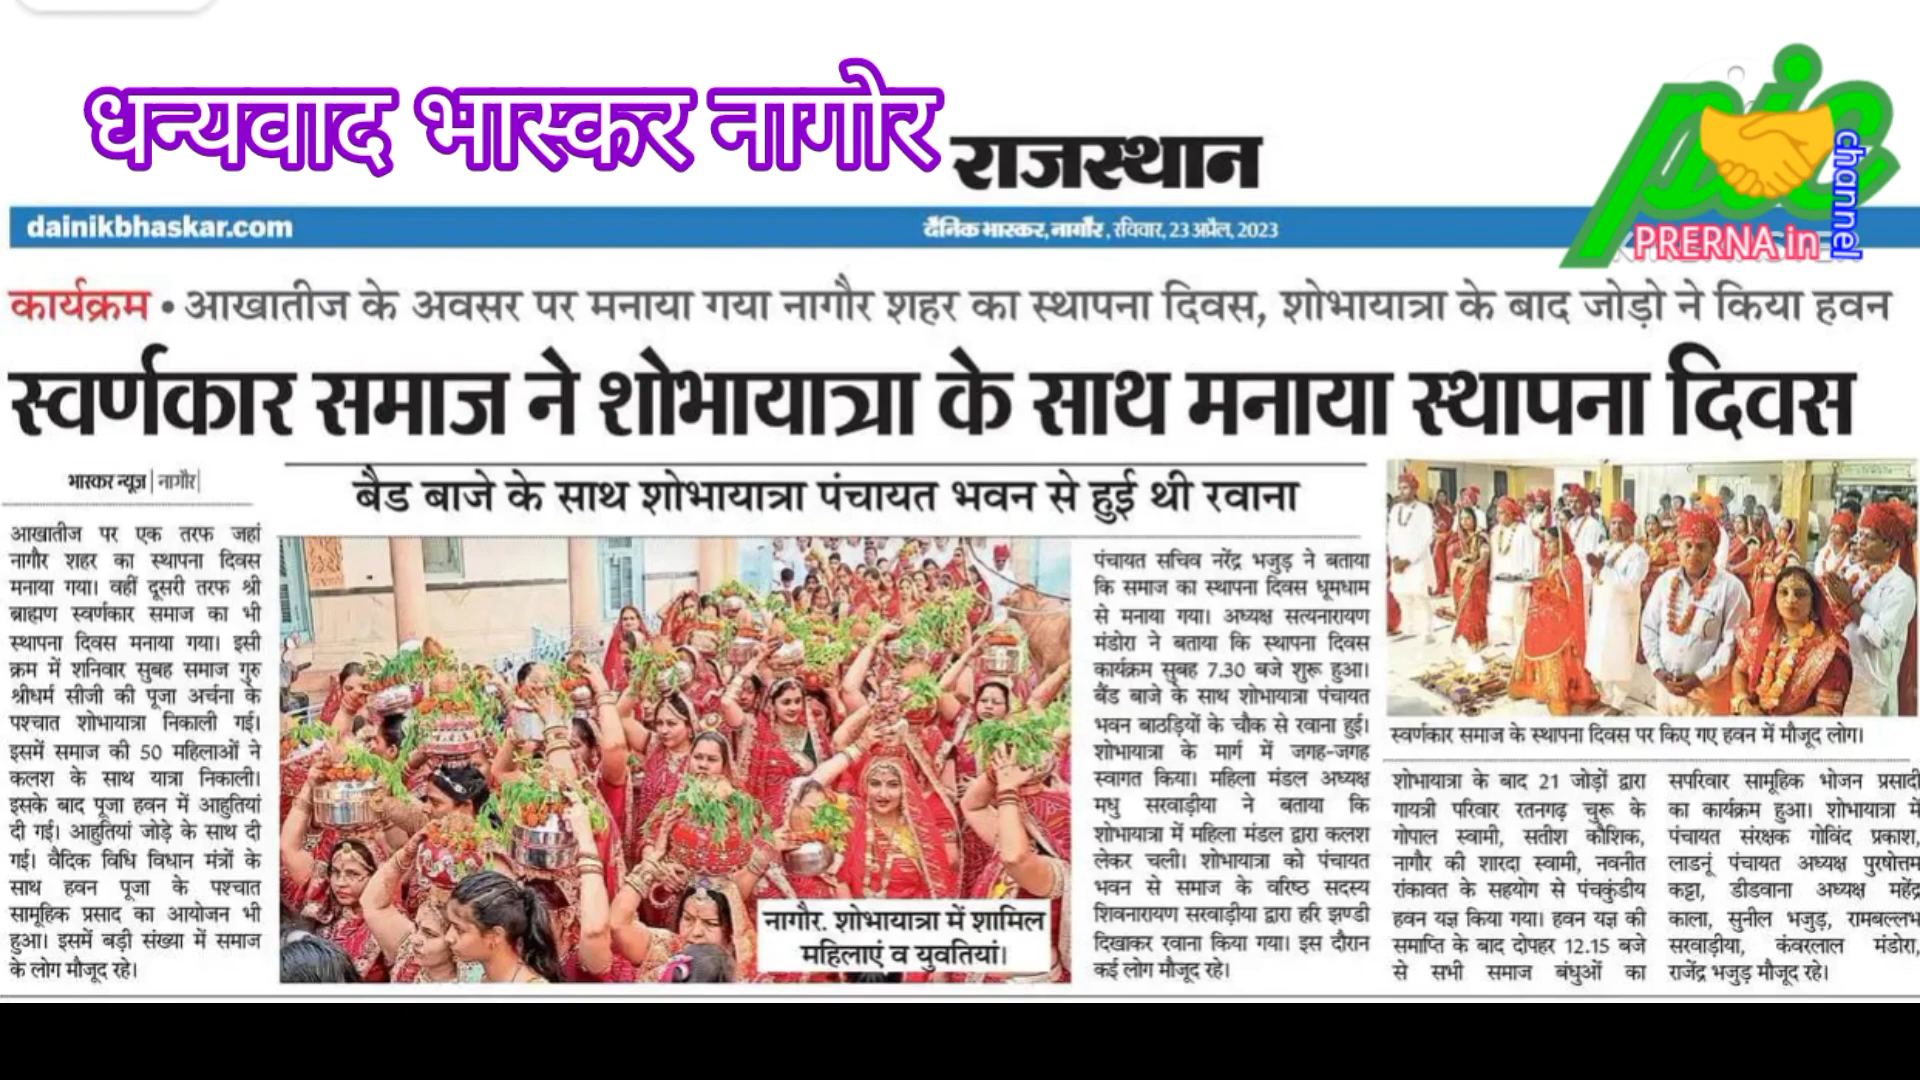 धन्यवाद भास्कर नागोर
राजस्थान
channel
PRERNA.in
dainikbhaskar.com
दैनिक भास्कर, नागौर, रविवार, 23 अप्रैल, 2023
कार्यक्रम • आखातीज के अवसर पर मनाया गया नागौर शहर का स्थापना दिवस, शोभायात्रा के बाद जोड़ो ने किया हवन
स्वर्णकार समाज ने शोभायात्रा के साथ मनाया स्थापना दिवस
भास्कर न्यूज | नागौर|
आखातीज पर एक तरफ जहां
नागौर शहर का स्थापना दिवस
मनाया गया। वहीं दूसरी तरफ श्री
ब्राह्मण स्वर्णकार समाज का भी
स्थापना दिवस मनाया गया। इसी
क्रम में शनिवार सुबह समाज गुरु
श्रीधर्म सीजी की पूजा अर्चना के
पश्चात शोभायात्रा निकाली गई।
इसमें समाज की 50 महिलाओं ने
कलश के साथ यात्रा निकाली।
इसके बाद पूजा हवन में आहुतियां
दी गई। आहुतियां जोड़े के साथ दी
गई। वैदिक विधि विधान मंत्रों के
साथ हवन पूजा के पश्चात
सामूहिक प्रसाद का आयोजन भी
हुआ। इसमें बड़ी संख्या में समाज
के लोग मौजूद रहे।
बैड बाजे के साथ शोभायात्रा पंचायत भवन से हुई थी रवाना
नागौर. शोभायात्रा में शामिल
महिलाएं व युवतियां।
पंचायत सचिव नरेंद्र भजुड़ ने बताया
कि समाज का स्थापना दिवस धूमधाम
से मनाया गया। अध्यक्ष सत्यनारायण
मंडोरा ने बताया कि स्थापना दिवस
कार्यक्रम सुबह 7.30 बजे शुरू हुआ।
बैंड बाजे के साथ शोभायात्रा पंचायत
भवन बाठड़ियों के चौक से रवाना हुई।
शोभायात्रा के मार्ग में जगह-जगह
स्वागत किया। महिला मंडल अध्यक्ष
मधु सरवाड़ीया ने बताया कि
शोभायात्रा में महिला मंडल द्वारा कलश
लेकर चली। शोभायात्रा को पंचायत
भवन से समाज के वरिष्ठ सदस्य
शिवनारायण सरवाड़ीया द्वारा हरि झण्डी
दिखाकर रवाना किया गया। इस दौरान
कई लोग मौजूद रहे।
स्वर्णकार समाज के स्थापना दिवस पर किए गए हवन में मौजूद लोग।
शोभायात्रा के बाद 21 जोड़ों द्वारा
गायत्री परिवार रतनगढ़ चुरू के
गोपाल स्वामी, सतीश कौशिक,
नागौर की शारदा स्वामी, नवनीत
रांकावत के सहयोग से पंचकुंडीय
हवन यज्ञ किया गया। हवन यज्ञ की
समाप्ति के बाद दोपहर 12.15 बजे
से सभी समाज बंधुओं का
सपरिवार सामूहिक भोजन प्रसादी
का कार्यक्रम हुआ। शोभायात्रा में
पंचायत संरक्षक गोविंद प्रकाश,
लाडनूं पंचायत अध्यक्ष पुरषोत्तम
कट्टा, डीडवाना अध्यक्ष महेंद्र
काला, सुनील भजुड़, रामबल्लभ
सरवाड़ीया, कंवरलाल मंडोरा,
राजेंद्र भजुड़ मौजूद रहे।